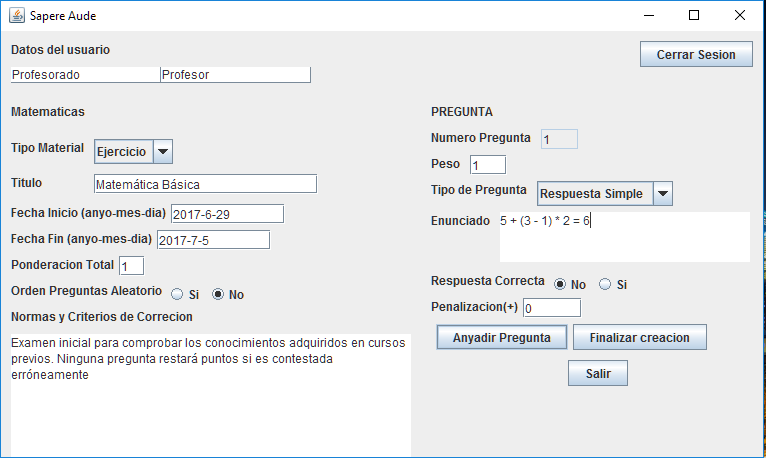 Sapere Aude
Datos del usuario
Cerrar Sesion
Profesorado Profesor
Matematicas
Tipo Material Ejercicio
Titulo Matemática Básica
Fecha Inicio (anyo-mes-dia) 2017-6-29
Fecha Fin (anyo-mes-dia) 2017-7-5
Ponderacion Total 1
Orden Preguntas Aleatorio Si No
Normas y Criterios de Correcion
Examen inicial para comprobar los conocimientos adquiridos en cursos
previos. Ninguna pregunta restará puntos si es contestada
erróneamente
PREGUNTA
Numero Pregunta 1
Peso 1
Tipo de Pregunta Respuesta Simple
Enunciado 5 + (3 - 1) * 2 = 6
Respuesta Correcta No Si
Penalizacion(+) 0
Anyadir Pregunta Finalizar creacion
Salir